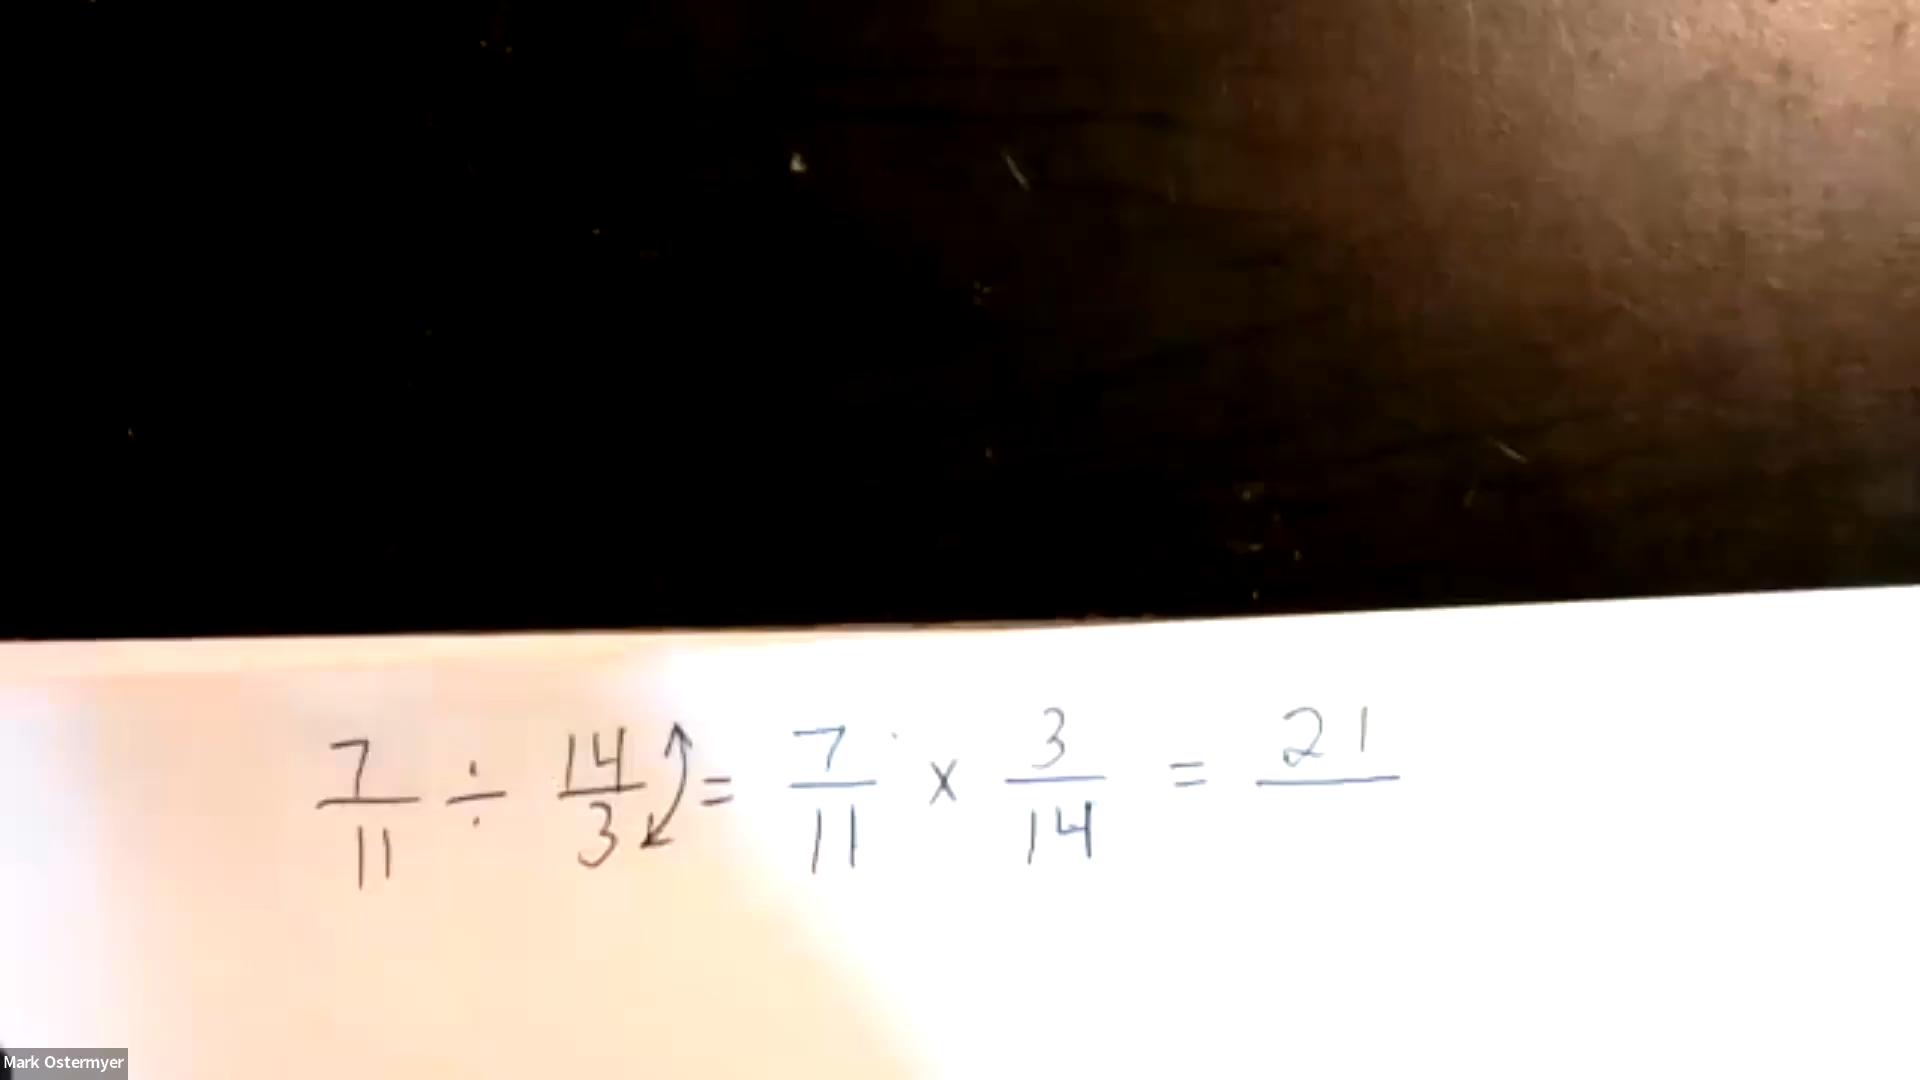 7/11 ÷ 14/3 = 7/11 x 3/14 = 21/
Mark Ostermyer